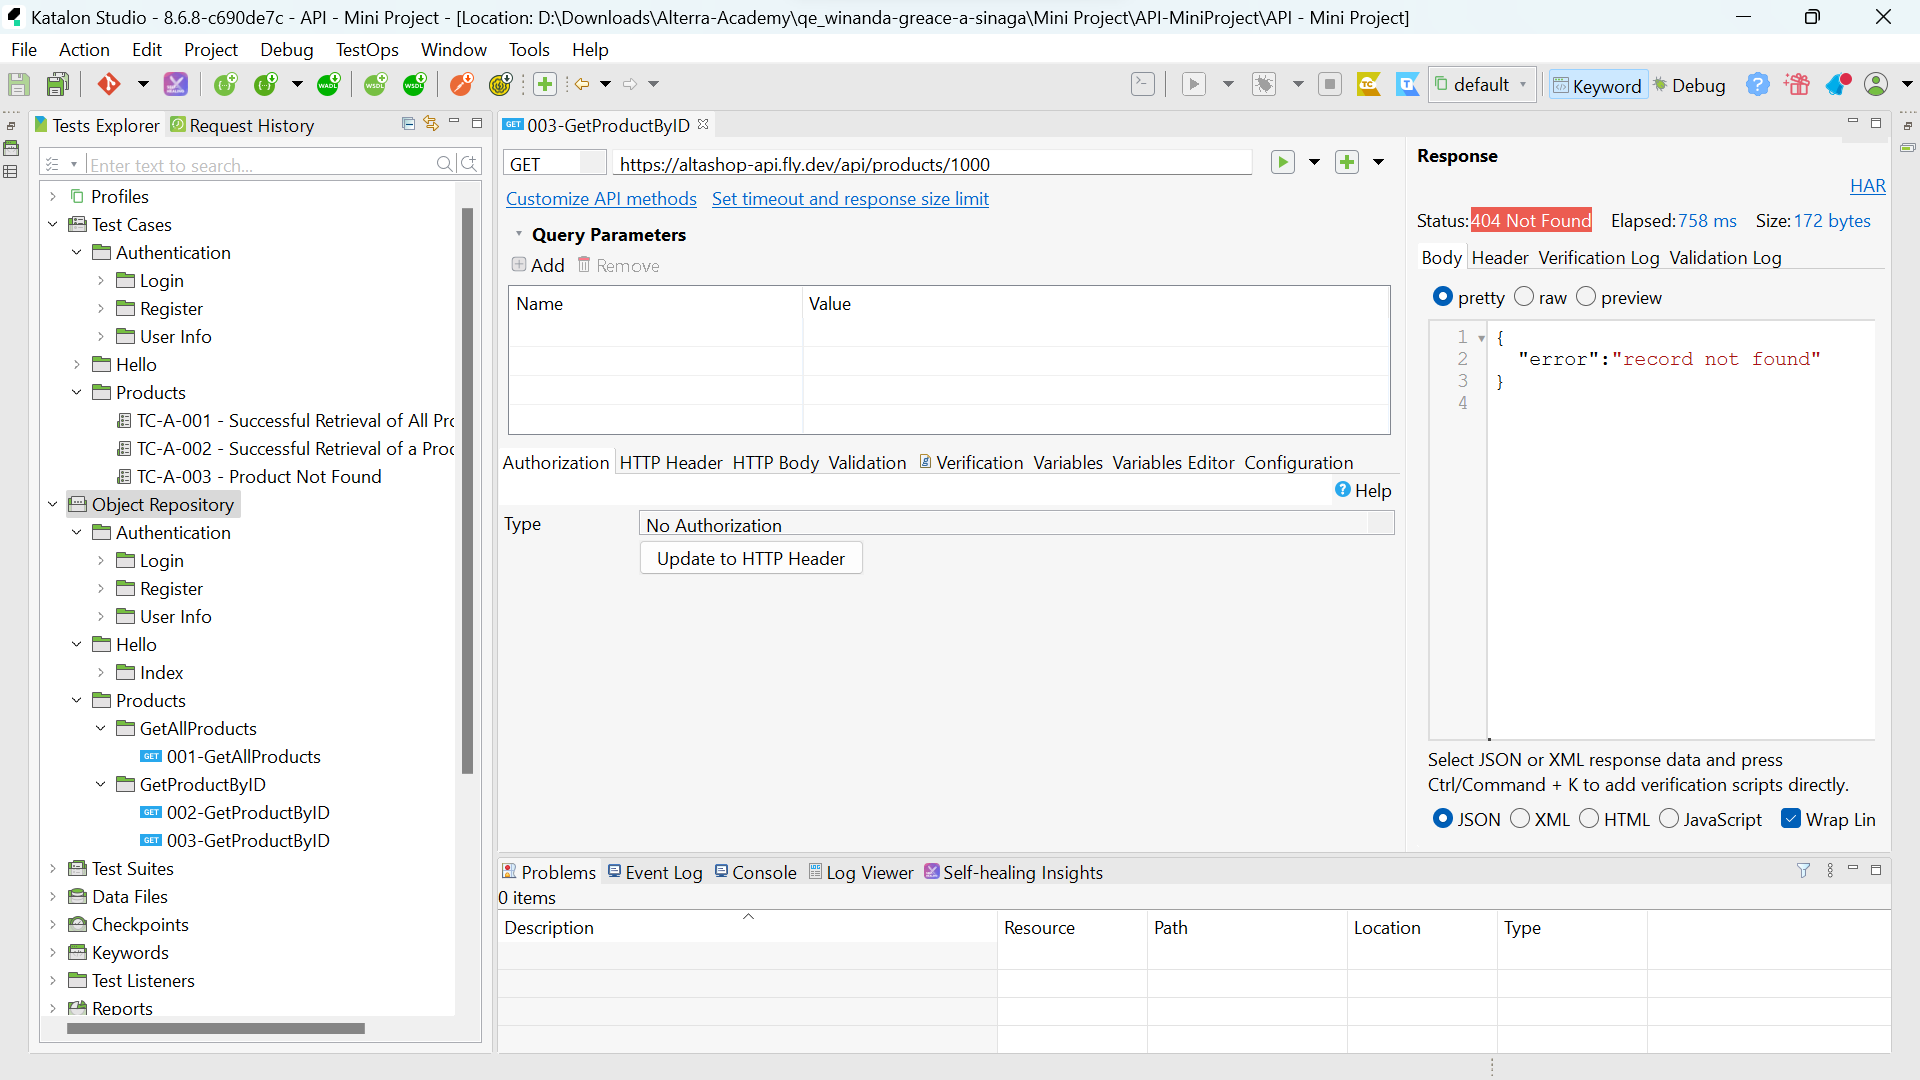 Katalon Studio - 8.6.8-c690de7c - API - Mini Project - [Location: D:\Downloads\Alterra-Academy\qe_winanda-greace-a-sinaga\Mini Project\API-MiniProject\API - Mini Project]
File Action Edit Project Debug TestOps Window Tools Help
default Keyword Debug
Tests Explorer Request History
Enter text to search...
Profiles
Test Cases
Authentication
Login
Register
User Info
Hello
Products
TC-A-001 - Successful Retrieval of All Pro
TC-A-002 - Successful Retrieval of a Prod
TC-A-003 - Product Not Found
Object Repository
Authentication
Login
Register
User Info
Hello
Index
Products
GetAllProducts
GET 001-GetAllProducts
GetProductByID
GET 002-GetProductByID
GET 003-GetProductByID
Test Suites
Data Files
Checkpoints
Keywords
Test Listeners
Reports
GET 003-GetProductByID
GET https://altashop-api.fly.dev/api/products/1000
Customize API methods Set timeout and response size limit
Query Parameters
Add Remove
Name Value
Authorization HTTP Header HTTP Body Validation Verification Variables Variables Editor Configuration
Help
Type No Authorization
Update to HTTP Header
Response
HAR
Status: 404 Not Found Elapsed: 758 ms Size: 172 bytes
Body Header Verification Log Validation Log
pretty raw preview
1 {
2 "error":"record not found"
3 }
4
Select JSON or XML response data and press
Ctrl/Command + K to add verification scripts directly.
JSON XML HTML JavaScript Wrap Lin
Problems Event Log Console Log Viewer Self-healing Insights
0 items
Description Resource Path Location Type